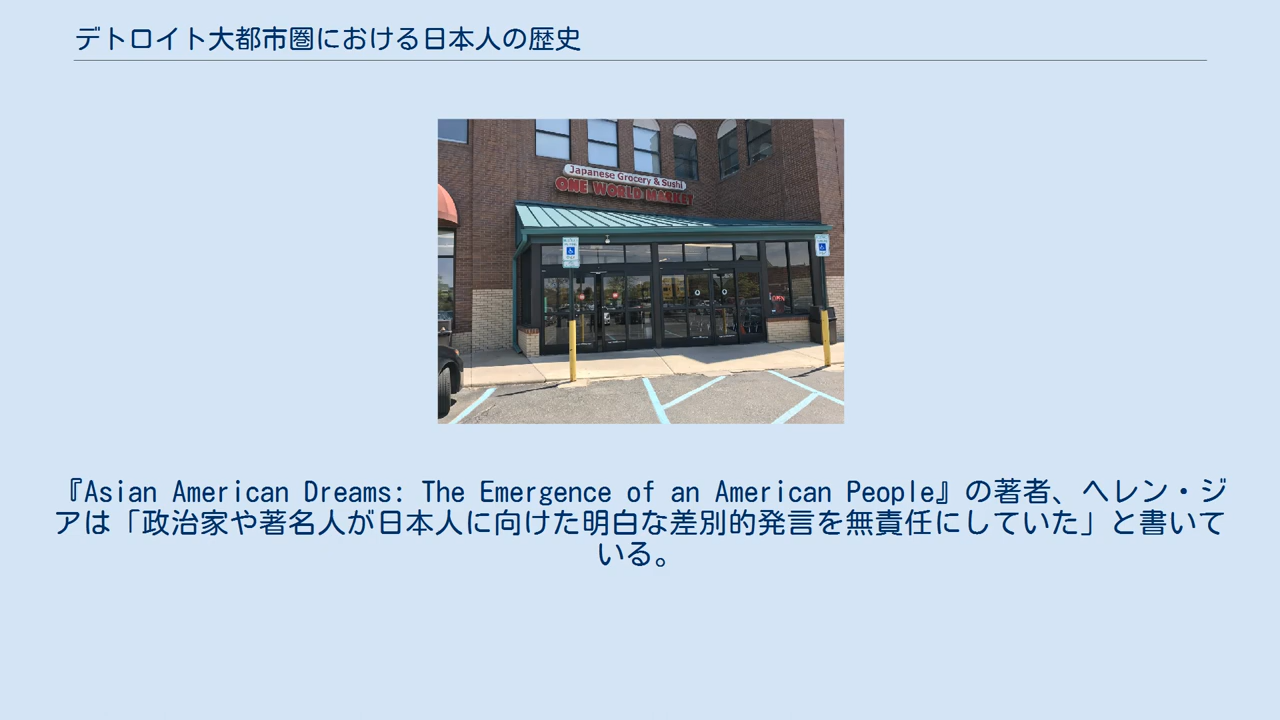 デトロイト大都市圏における日本人の歴史
Japanese Grocery & Sushi
ONE WORLD MARKET
OPEN
『Asian American Dreams: The Emergence of an American People』の著者、ヘレン・ジ
アは「政治家や著名人が日本人に向けた明白な差別的発言を無責任にしていた」と書いて
いる。